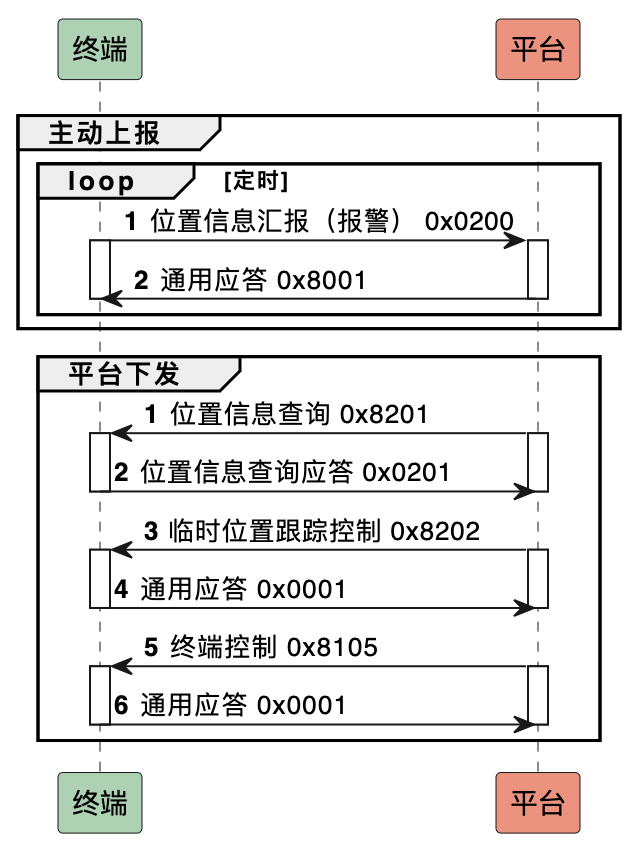 终端 平台
主动上报
loop [定时]
1 位置信息汇报（报警） 0x0200
2 通用应答 0x8001
平台下发
1 位置信息查询 0x8201
2 位置信息查询应答 0x0201
3 临时位置跟踪控制 0x8202
4 通用应答 0x0001
5 终端控制 0x8105
6 通用应答 0x0001
终端 平台